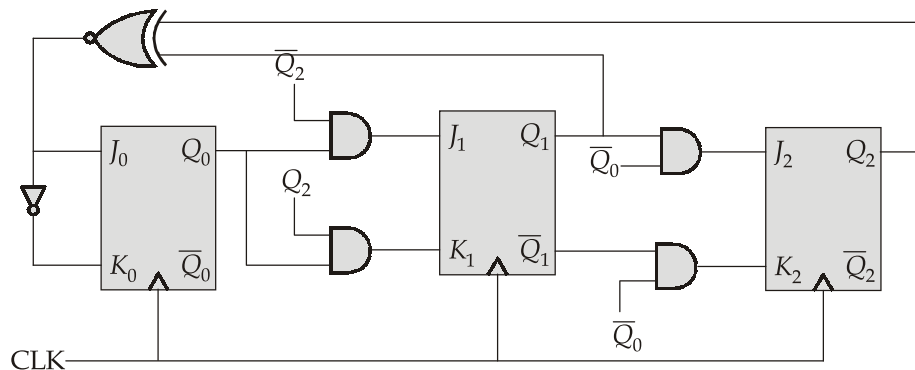 Q̅₂
J₀ Q₀
K₀ Q̅₀
Q₂
J₁ Q₁
K₁ Q̅₁
Q̅₀
Q̅₀
J₂ Q₂
K₂ Q̅₂
CLK